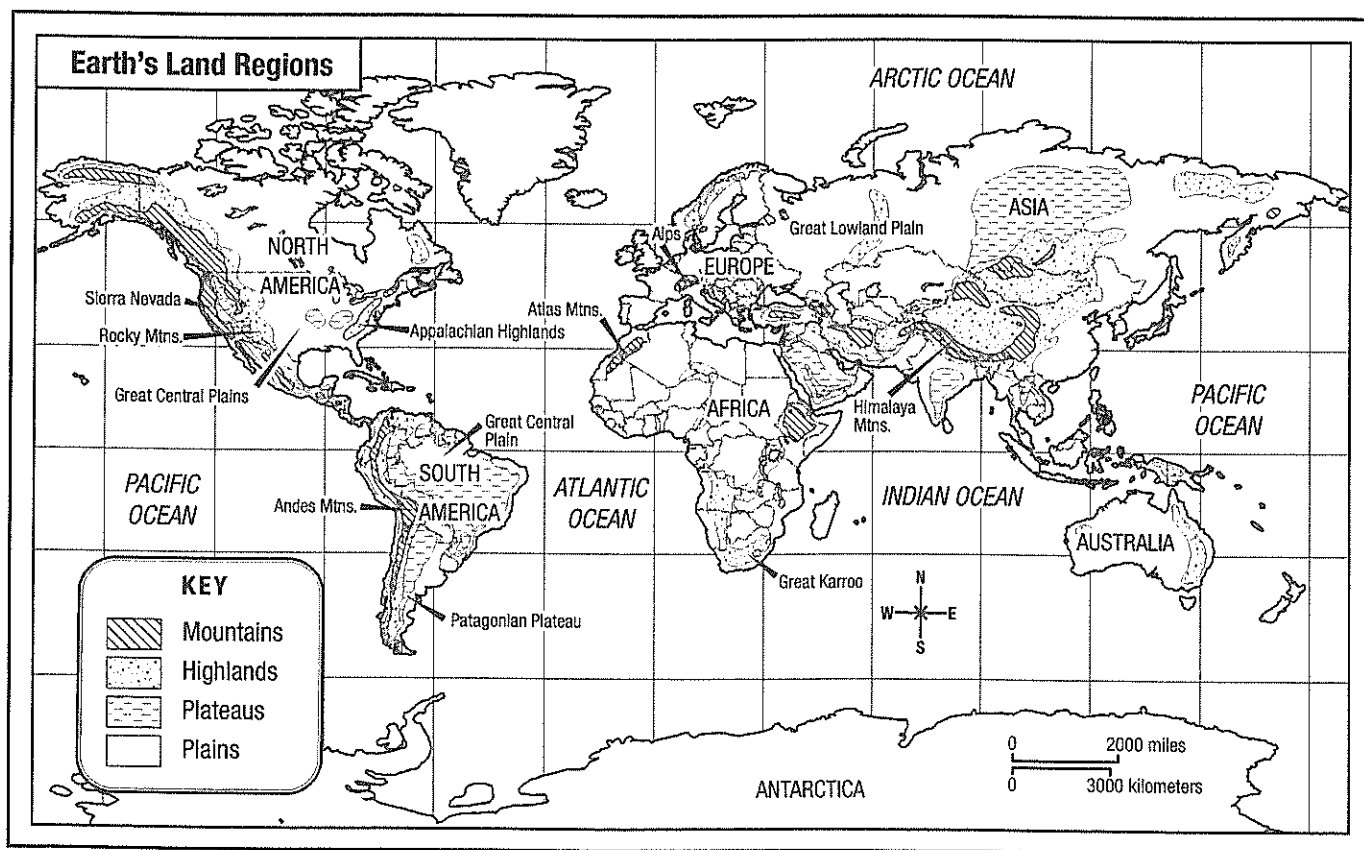 Earth's Land Regions
ARCTIC OCEAN
ASIA
Great Lowland Plain
Alps
EUROPE
NORTH
AMERICA
Sierra Nevada
Rocky Mtns.
Appalachian Highlands
Atlas Mtns.
Great Central Plains
AFRICA
Himalaya
Mtns.
PACIFIC
OCEAN
Great Central
Plain
SOUTH
AMERICA
PACIFIC
OCEAN
Andes Mtns.
ATLANTIC
OCEAN
INDIAN OCEAN
AUSTRALIA
Great Karroo
Patagonian Plateau
N
W E
S
KEY
Mountains
Highlands
Plateaus
Plains
ANTARCTICA
0 2000 miles
0 3000 kilometers